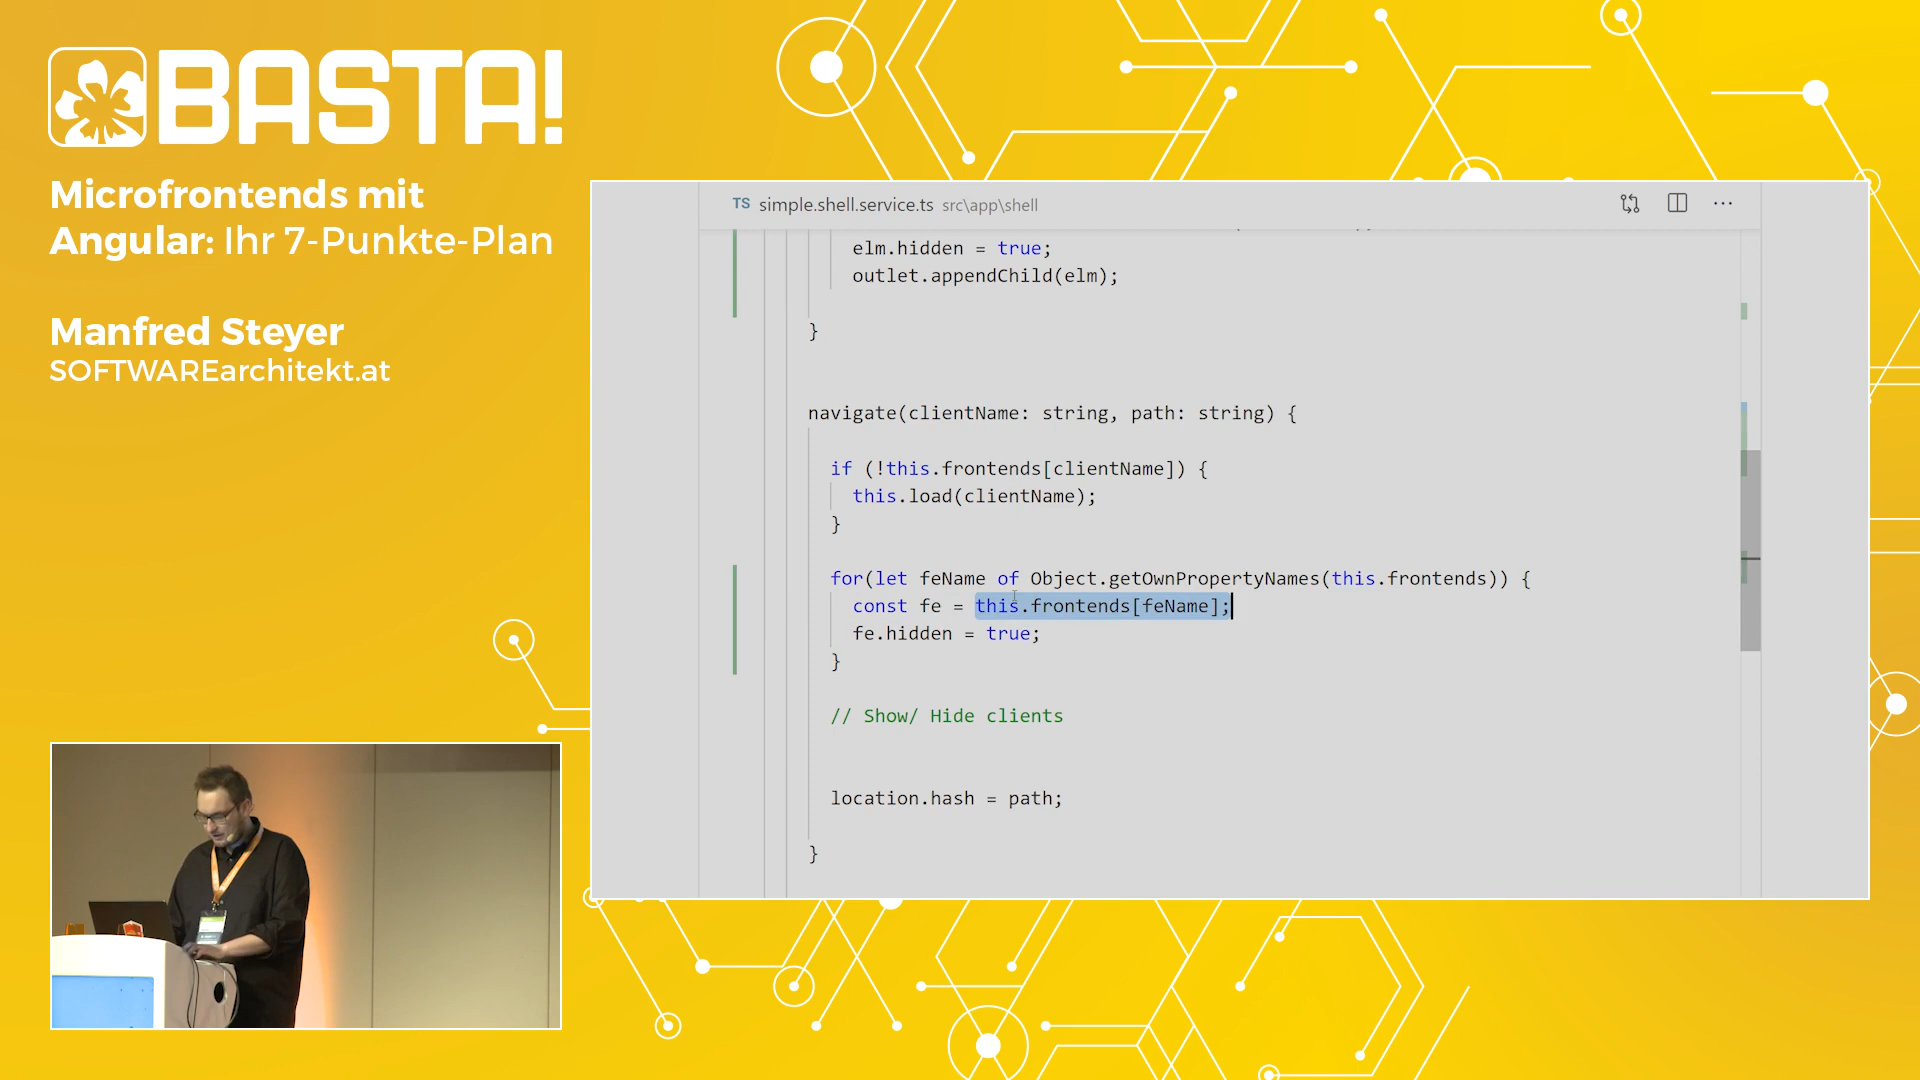 BASTA!
Microfrontends mit
Angular: Ihr 7-Punkte-Plan
Manfred Steyer
SOFTWAREarchitekt.at
TS simple.shell.service.ts src\app\shell
elm.hidden = true;
outlet.appendChild(elm);
}
navigate(clientName: string, path: string) {
if (!this.frontends[clientName]) {
this.load(clientName);
}
for(let feName of Object.getOwnPropertyNames(this.frontends)) {
const fe = this.frontends[feName];
fe.hidden = true;
}
// Show/ Hide clients
location.hash = path;
}